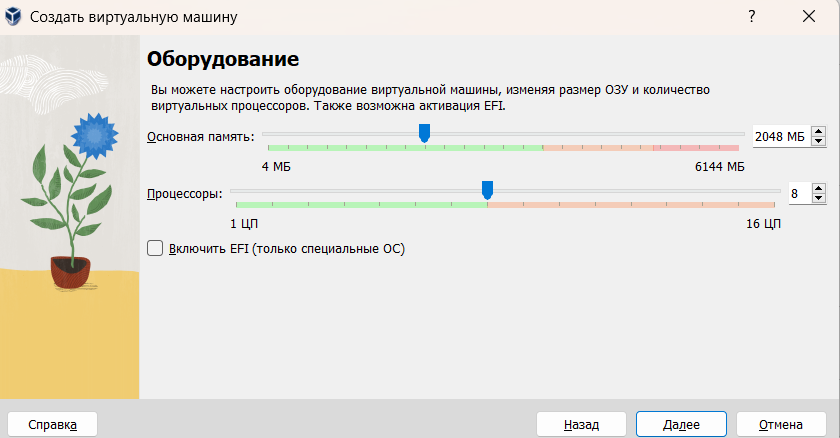 Создать виртуальную машину
?
Оборудование
Вы можете настроить оборудование виртуальной машины, изменяя размер ОЗУ и количество
виртуальных процессоров. Также возможна активация EFI.
Основная память:
2048 МБ
4 МБ
6144 МБ
Процессоры:
8
1 ЦП
16 ЦП
Включить EFI (только специальные ОС)
Справка
Назад
Далее
Отмена